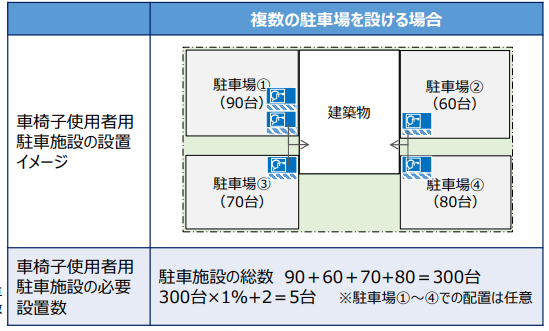 複数の駐車場を設ける場合
車椅子使用者用
駐車施設の設置
イメージ
駐車場①
(90台)
建築物
駐車場②
(60台)
駐車場③
(70台)
駐車場④
(80台)
車椅子使用者用
駐車施設の必要
設置数
駐車施設の総数 90+60+70+80=300台
300台×1%+2=5台 ※駐車場①~④での配置は任意